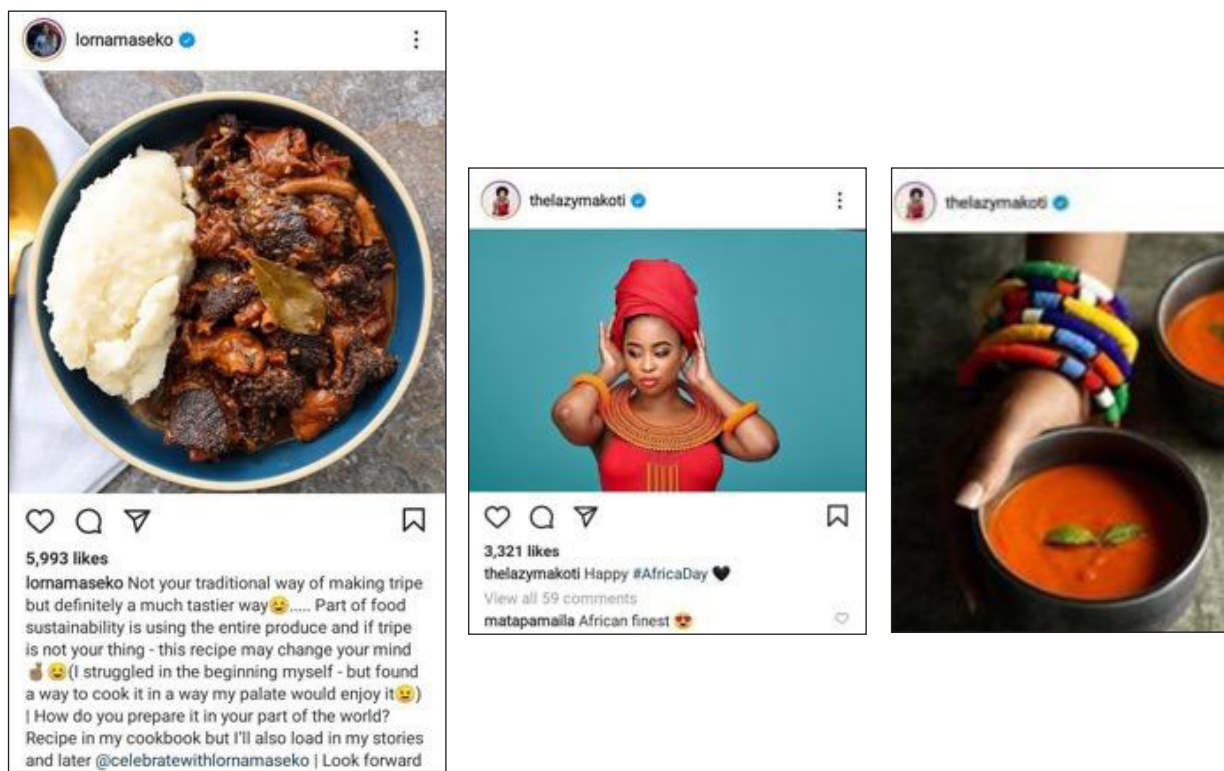 lornamaseko
5,993 likes
lornamaseko Not your traditional way of making tripe
but definitely a much tastier way😋..... Part of food
sustainability is using the entire produce and if tripe
is not your thing - this recipe may change your mind
(I struggled in the beginning myself - but found
a way to cook it in a way my palate would enjoy it)
| How do you prepare it in your part of the world?
Recipe in my cookbook but I'll also load in my stories
and later @celebratewithlornamaseko | Look forward
thelazymakoti
3,321 likes
thelazymakoti Happy #AfricaDay 🖤
View all 59 comments
matapamaila African finest 😍
thelazymakoti